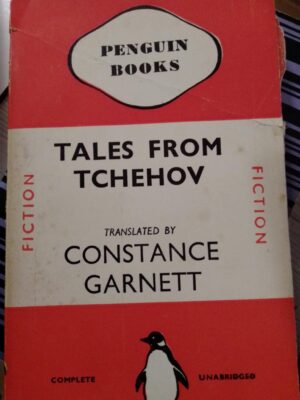 PENGUIN
BOOKS
TALES FROM
TCHEHOV
FICTION
FICTION
TRANSLATED BY
CONSTANCE
GARNETT
COMPLETE
UNABRIDGED